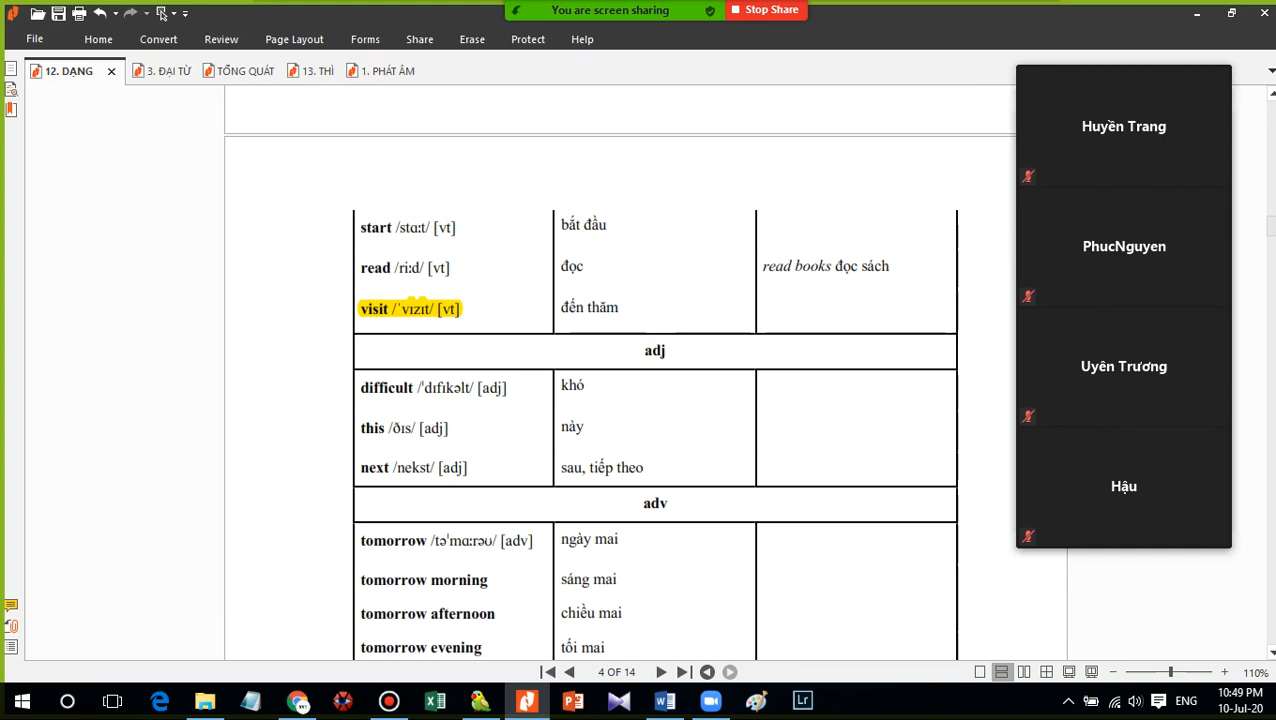 You are screen sharing
Stop Share
File Home Convert Review Page Layout Forms Share Erase Protect Help
12. DẠNG
3. ĐẠI TỪ
TỔNG QUÁT
13. THÌ
1. PHÁT ÂM
start /stɑːt/ [vt] bắt đầu
read /riːd/ [vt] đọc read books đọc sách
visit /ˈvɪzɪt/ [vt] đến thăm
adj
difficult /ˈdɪfɪkəlt/ [adj] khó
this /ðɪs/ [adj] này
next /nekst/ [adj] sau, tiếp theo
adv
tomorrow /təˈmɑːrəʊ/ [adv] ngày mai
tomorrow morning sáng mai
tomorrow afternoon chiều mai
tomorrow evening tối mai
Huyền Trang
PhucNguyen
Uyên Trương
Hậu
4 OF 14
110%
Lr
ENG
10:49 PM
10-Jul-20